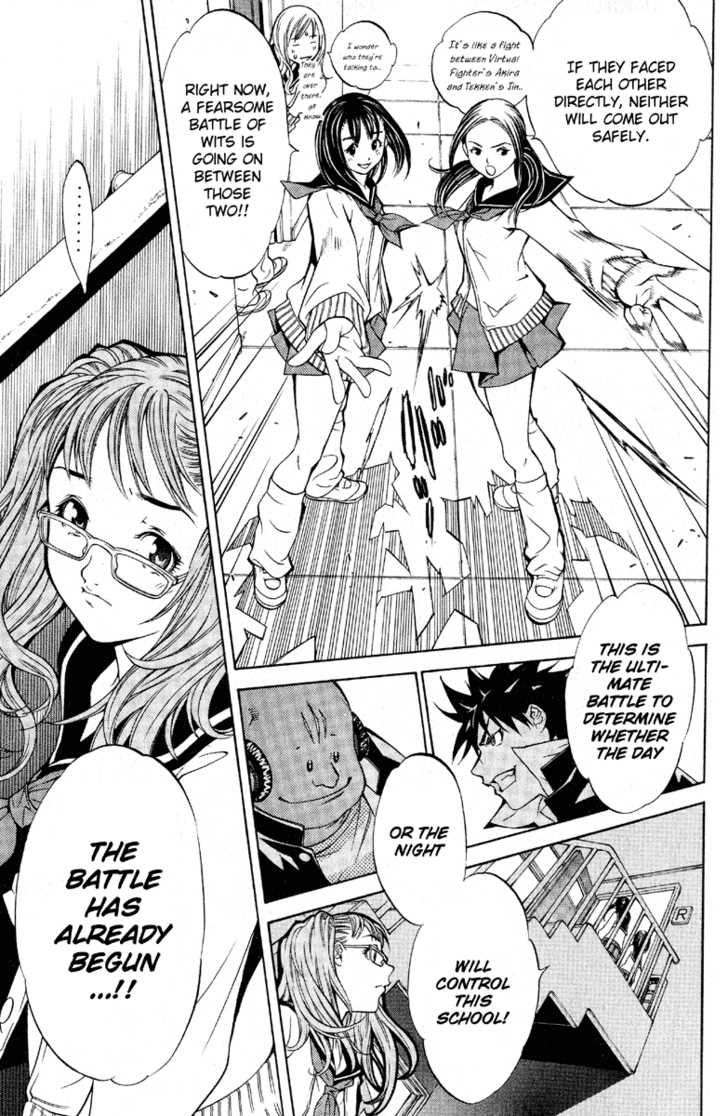 IF THEY FACED
EACH OTHER
DIRECTLY, NEITHER
WILL COME OUT
SAFELY.
It's like a fight
between Virtual
Fighter's Akira
and TEKKEN's Jin..
I wonder
who they're
talking to..
They
are
over
there,
y'know.
RIGHT NOW,
A FEARSOME
BATTLE OF
WITS IS
GOING ON
BETWEEN
THOSE
TWO!!
......
THIS IS
THE ULTI-
MATE
BATTLE TO
DETERMINE
WHETHER
THE DAY
OR THE
NIGHT
WILL
CONTROL
THIS
SCHOOL!
R
THE
BATTLE
HAS
ALREADY
BEGUN
...!!